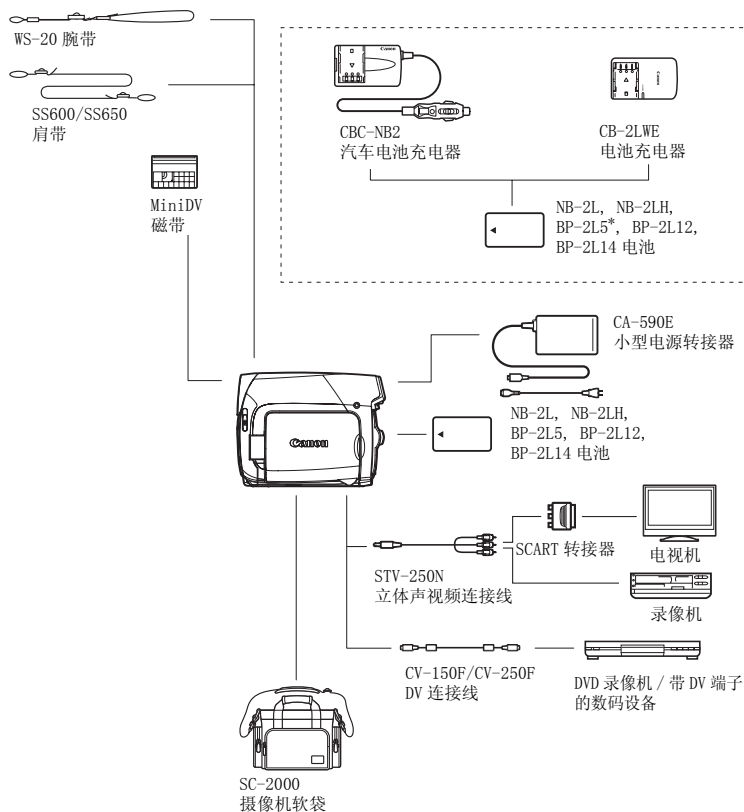 WS-20 腕带
SS600/SS650
肩带
MiniDV
磁带
Canon
CBC-NB2
汽车电池充电器
Canon
CB-2LWE
电池充电器
NB-2L, NB-2LH,
BP-2L5*, BP-2L12,
BP-2L14 电池
CA-590E
小型电源转接器
Canon
NB-2L, NB-2LH,
BP-2L5, BP-2L12,
BP-2L14 电池
SCART 转接器
电视机
STV-250N
立体声视频连接线
录像机
CV-150F/CV-250F
DV 连接线
DVD 录像机 / 带 DV 端子
的数码设备
SC-2000
摄像机软袋